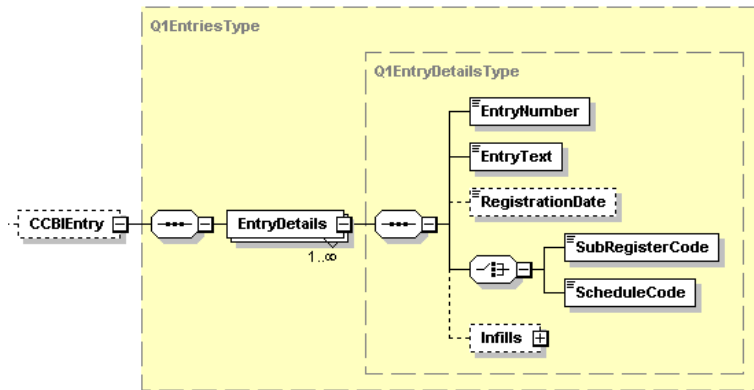 Q1EntriesType
Q1EntryDetailsType
EntryNumber
EntryText
RegistrationDate
CCBIEntry
EntryDetails
1..∞
SubRegisterCode
ScheduleCode
Infills